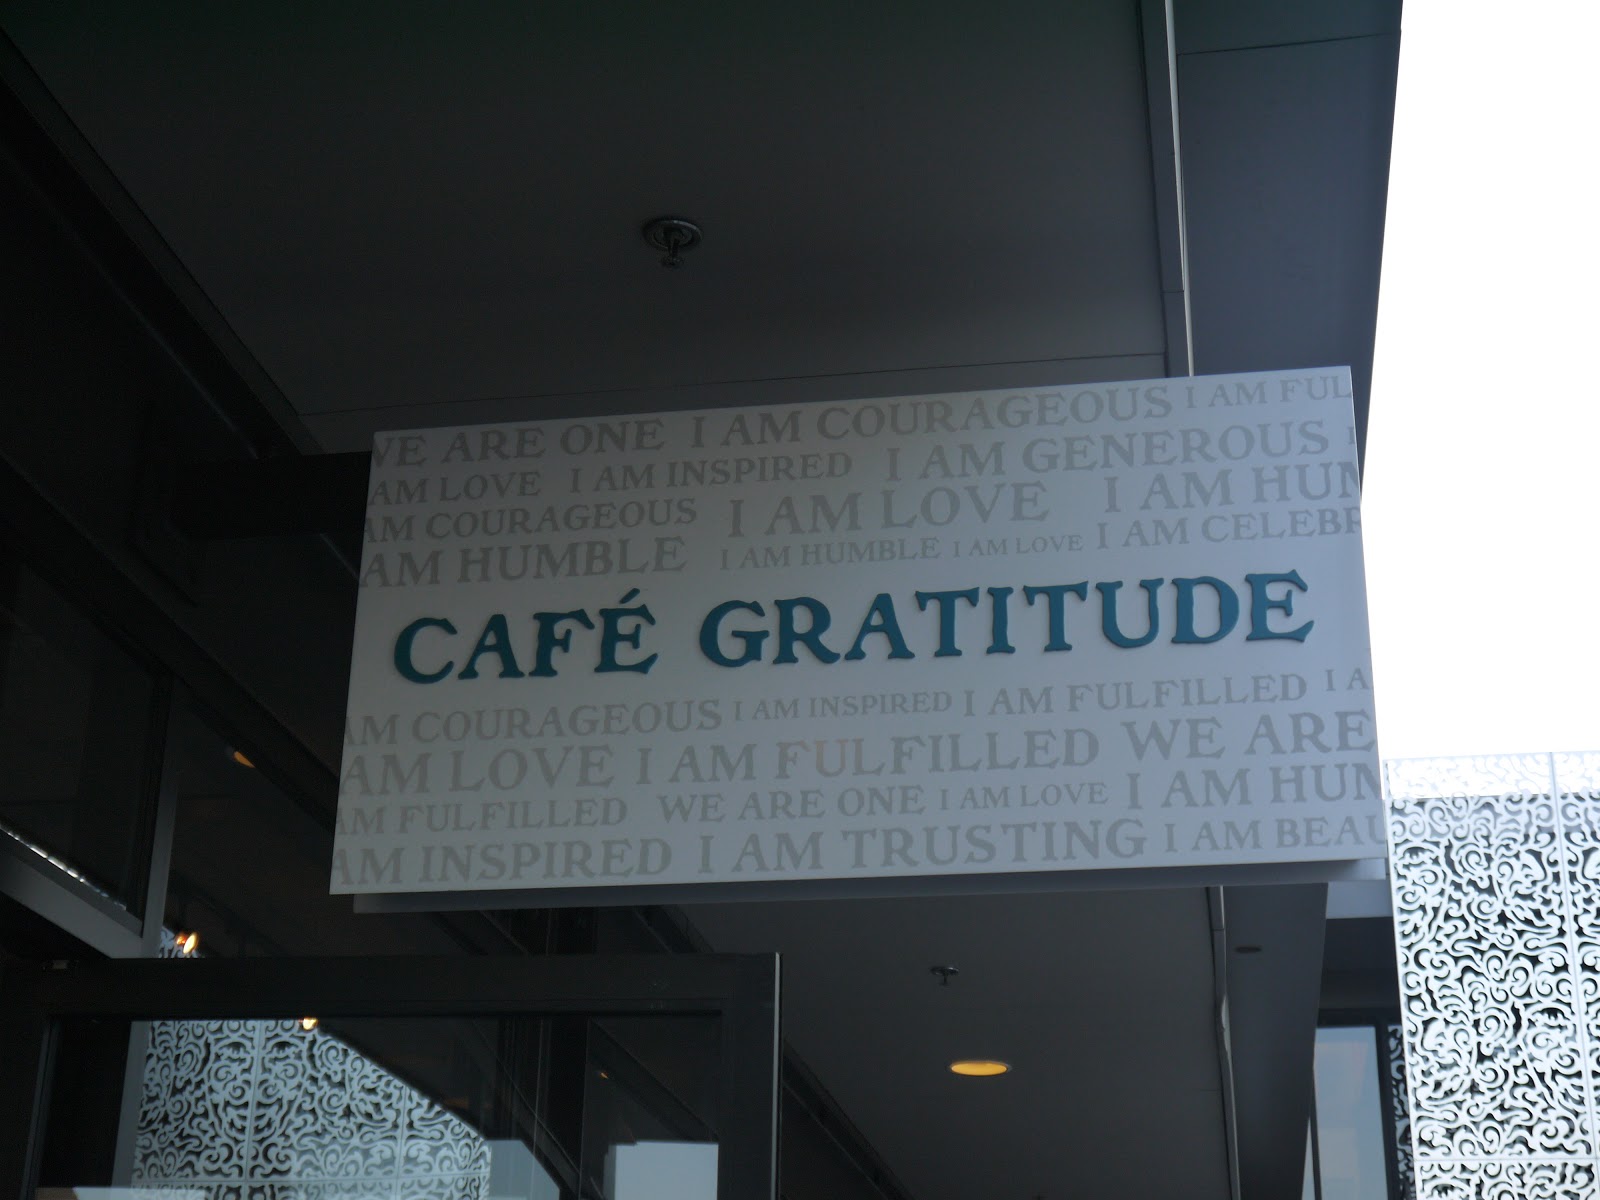 WE ARE ONE I AM COURAGEOUS I AM FUL
AM LOVE I AM INSPIRED I AM GENEROUS I
AM COURAGEOUS I AM LOVE I AM HUM
AM HUMBLE I AM HUMBLE I AM LOVE I AM CELEBR
CAFÉ GRATITUDE
AM COURAGEOUS I AM INSPIRED I AM FULFILLED I A
AM LOVE I AM FULFILLED WE ARE
AM FULFILLED WE ARE ONE I AM LOVE I AM HUM
AM INSPIRED I AM TRUSTING I AM BEAU